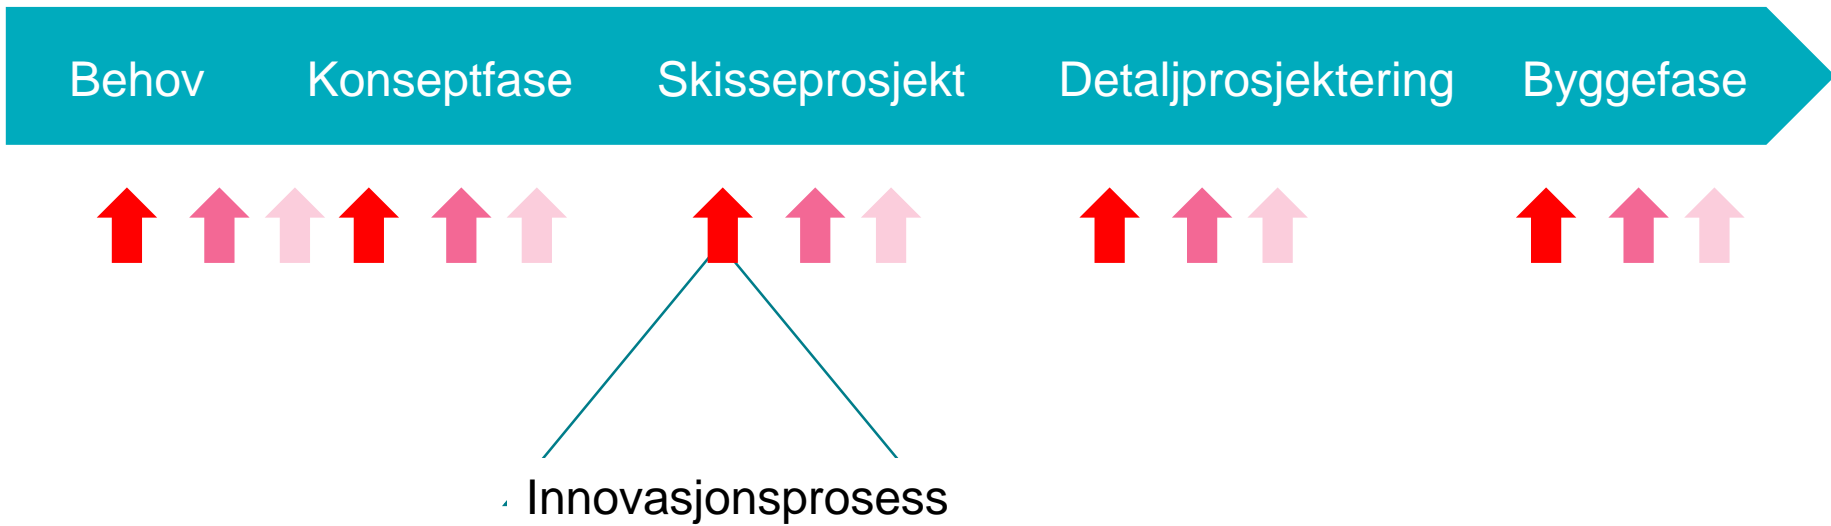 Behov Konseptfase Skisseprosjekt Detaljprosjektering Byggefase
Innovasjonsprosess